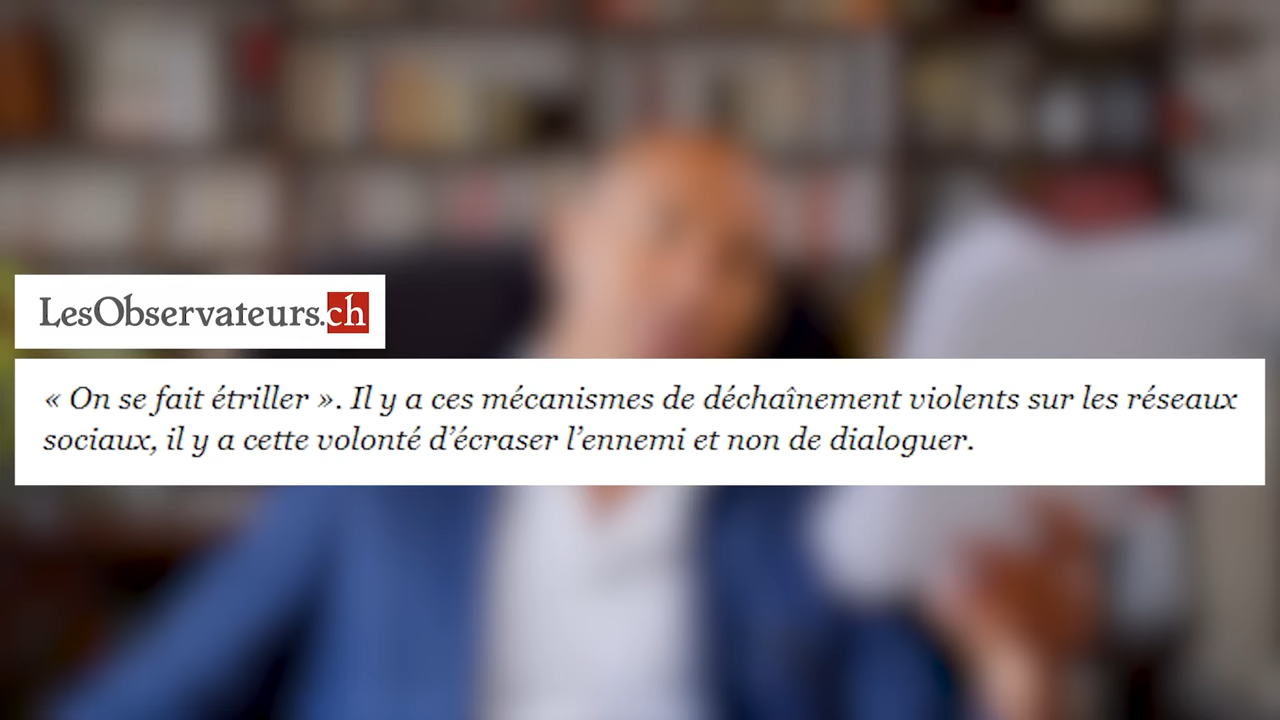 LesObservateurs.ch
« On se fait étriller ». Il y a ces mécanismes de déchaînement violents sur les réseaux
sociaux, il y a cette volonté d’écraser l’ennemi et non de dialoguer.